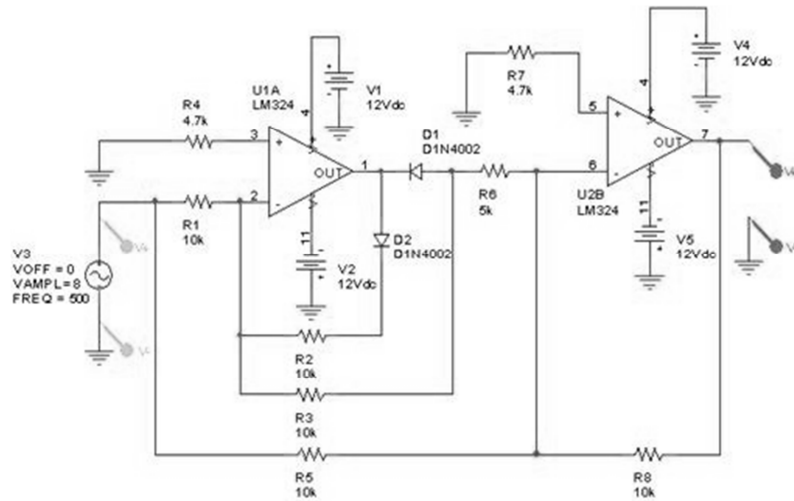 V4
12Vdc
4
R7
4.7k
V1
12Vdc
U1A
LM324
4
R4
4.7k
3
+
OUT
1
2
-
D1
D1N4002
5
+
OUT
7
6
-
U2B
LM324
R6
5k
R1
10k
11
V2
12Vdc
D2
D1N4002
11
V5
12Vdc
V3
VOFF = 0
VAMPL=8
FREQ = 500
R2
10k
R3
10k
R5
10k
R8
10k